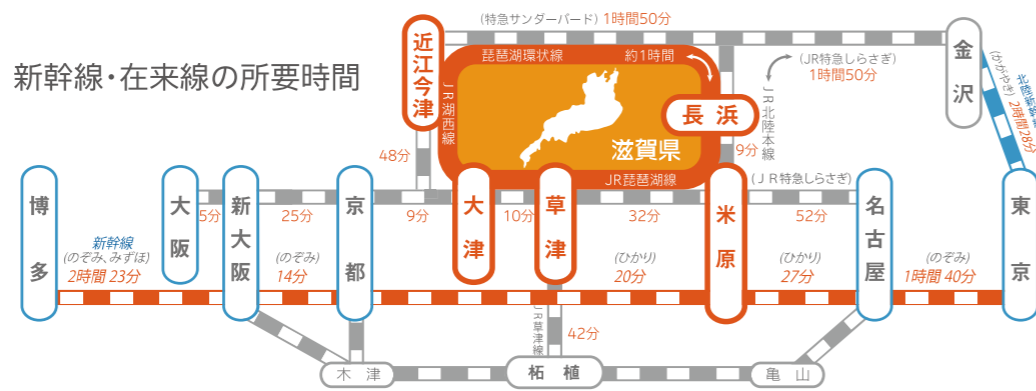 新幹線・在来線の所要時間
(特急サンダーバード) 1時間50分
近江今津
琵琶湖環状線
約1時間
JR湖西線
滋賀県
長浜
JR琵琶湖線
9分
JR北陸本線
(JR特急しらさぎ)
1時間50分
金沢
北陸新幹線
(かがやき) 2時間28分
48分
博多
大阪
新大阪
京都
大津
草津
米原
名古屋
東京
5分
25分
9分
10分
32分
(JR特急しらさぎ)
52分
新幹線
(のぞみ、みずほ)
2時間 23分
(のぞみ)
14分
(ひかり)
20分
(ひかり)
27分
(のぞみ)
1時間 40分
JR草津線
42分
木津
柘植
亀山